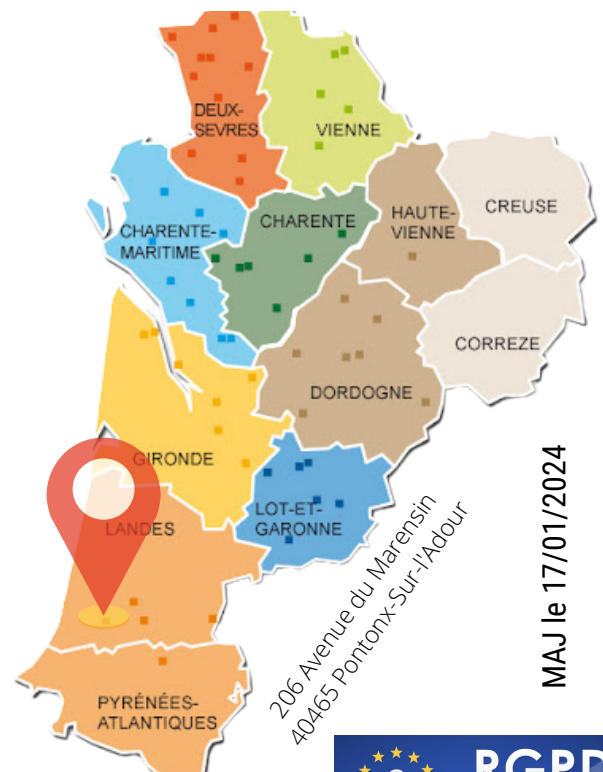 DEUX-
SEVRES
VIENNE
CHARENTE-
MARITIME
CHARENTE
HAUTE-
VIENNE
CREUSE
CORREZE
DORDOGNE
GIRONDE
LOT-ET-
GARONNE
LANDES
PYRÉNÉES-
ATLANTIQUES
206 Avenue du Marensin
40465 Pontonx-Sur-l'Adour
MAJ le 17/01/2024
RGPD